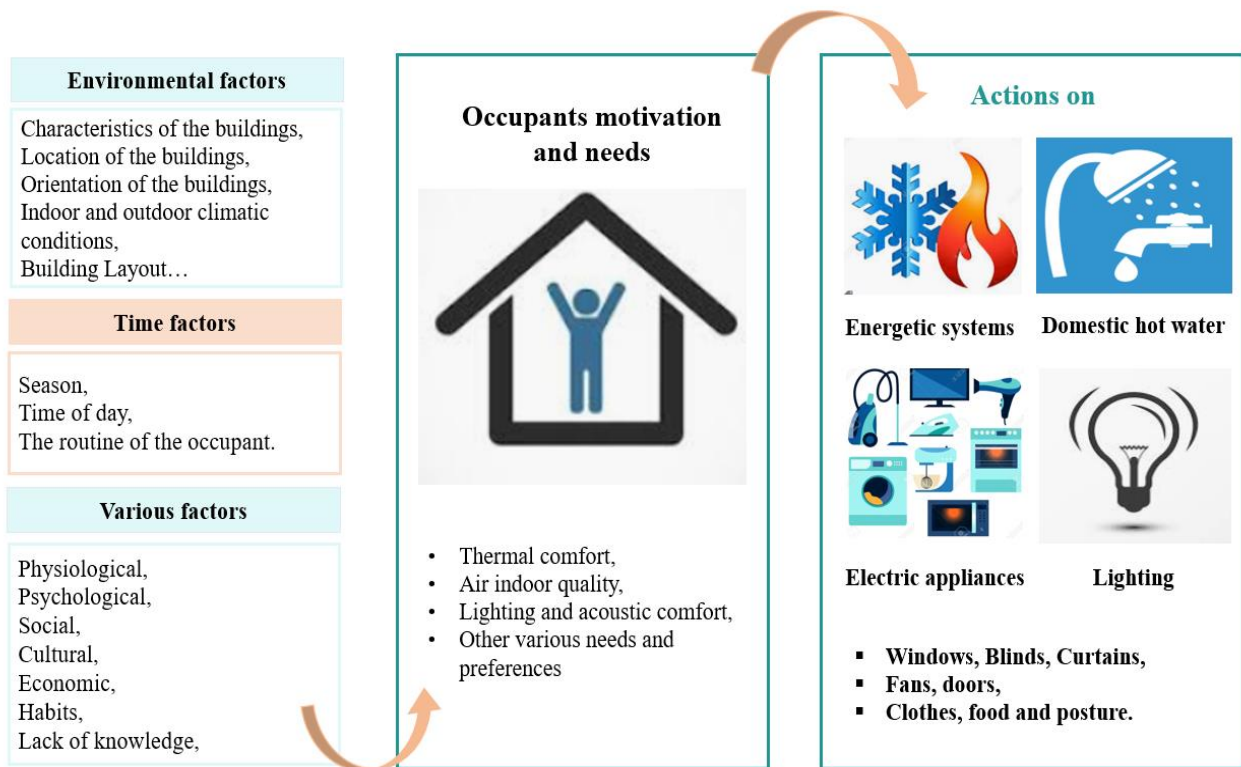 Environmental factors
Characteristics of the buildings,
Location of the buildings,
Orientation of the buildings,
Indoor and outdoor climatic
conditions,
Building Layout…
Time factors
Season,
Time of day,
The routine of the occupant.
Various factors
Physiological,
Psychological,
Social,
Cultural,
Economic,
Habits,
Lack of knowledge,
Occupants motivation
and needs
• Thermal comfort,
• Air indoor quality,
• Lighting and acoustic comfort,
• Other various needs and
preferences
Actions on
Energetic systems
Domestic hot water
Electric appliances
Lighting
▪ Windows, Blinds, Curtains,
▪ Fans, doors,
▪ Clothes, food and posture.